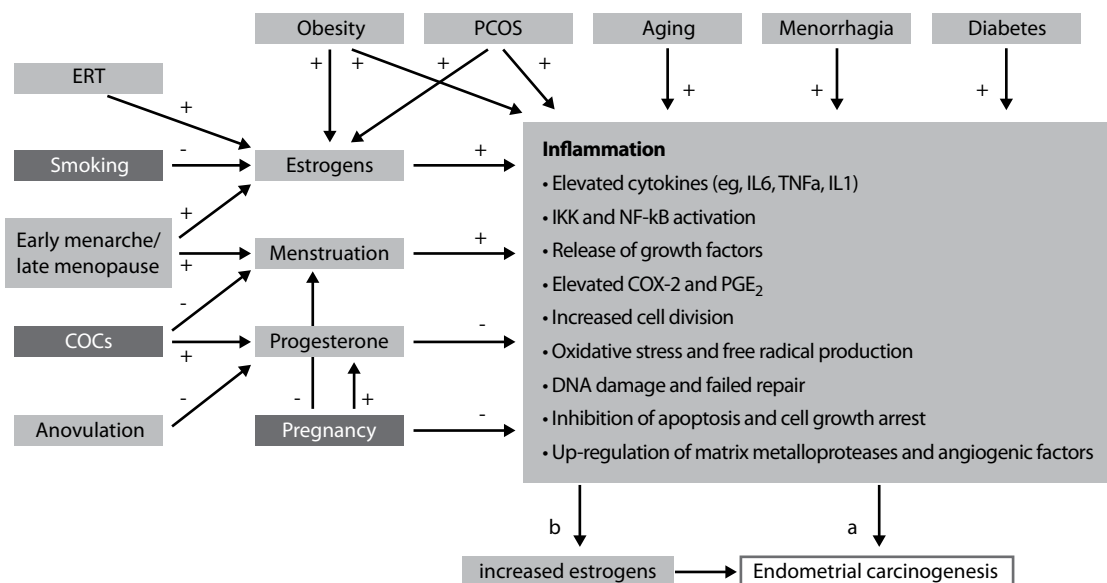 Obesity
PCOS
Aging
Menorrhagia
Diabetes
+
+
+
+
+
+
+
ERT
+
Smoking
-
Estrogens
+
Early menarche/
late menopause
+
+
Menstruation
+
-
COCs
+
Progesterone
-
Anovulation
-
-
+
Pregnancy
-
Inflammation
• Elevated cytokines (eg, IL6, TNFa, IL1)
• IKK and NF-kB activation
• Release of growth factors
• Elevated COX-2 and PGE₂
• Increased cell division
• Oxidative stress and free radical production
• DNA damage and failed repair
• Inhibition of apoptosis and cell growth arrest
• Up-regulation of matrix metalloproteases and angiogenic factors
b
a
increased estrogens
Endometrial carcinogenesis